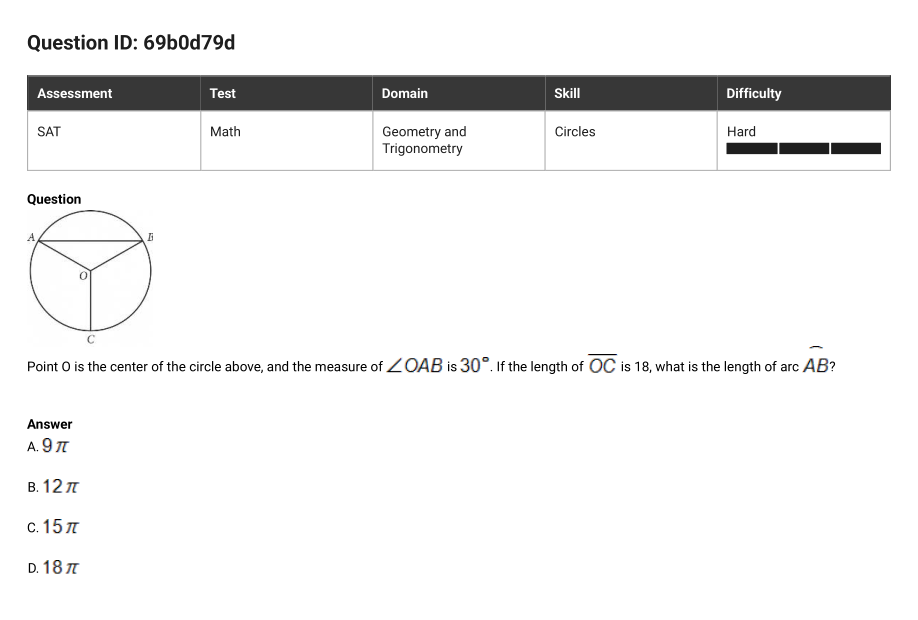 Question ID: 69b0d79d
Assessment Test Domain Skill Difficulty
SAT Math Geometry and Trigonometry Circles Hard
Question
A B
O
C
Point O is the center of the circle above, and the measure of ∠OAB is 30°. If the length of O͞C͞ is 18, what is the length of arc A͡B?
Answer
A. 9π
B. 12π
C. 15π
D. 18π